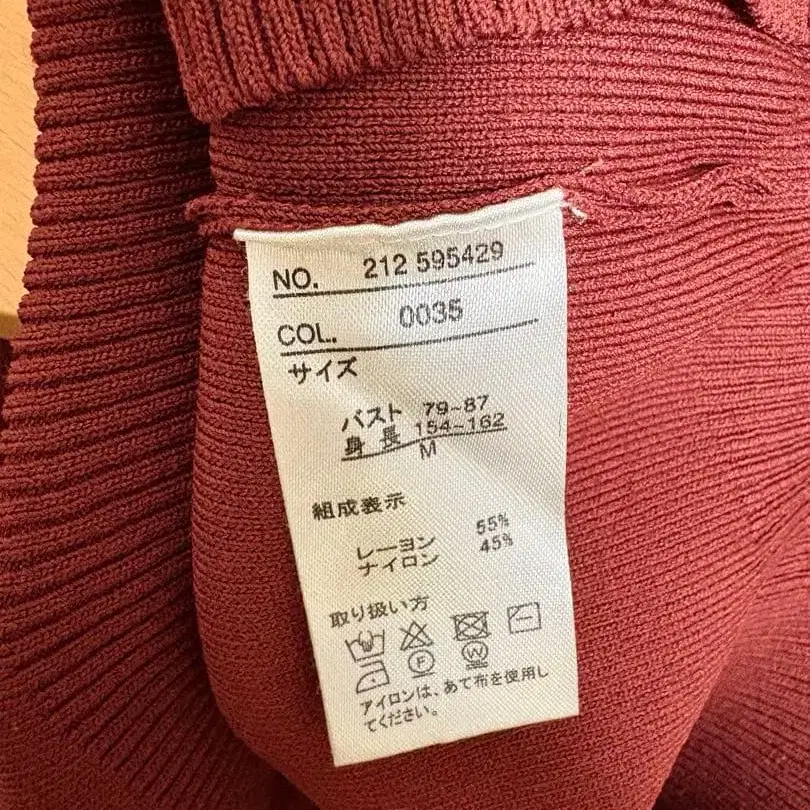 NO. 212 595429
COL. 0035
サイズ
バスト 79~87
身長 154~162
M
組成表示
レーヨン 55%
ナイロン 45%
取り扱い方
F W
アイロンは、あて布を使用し
てください。